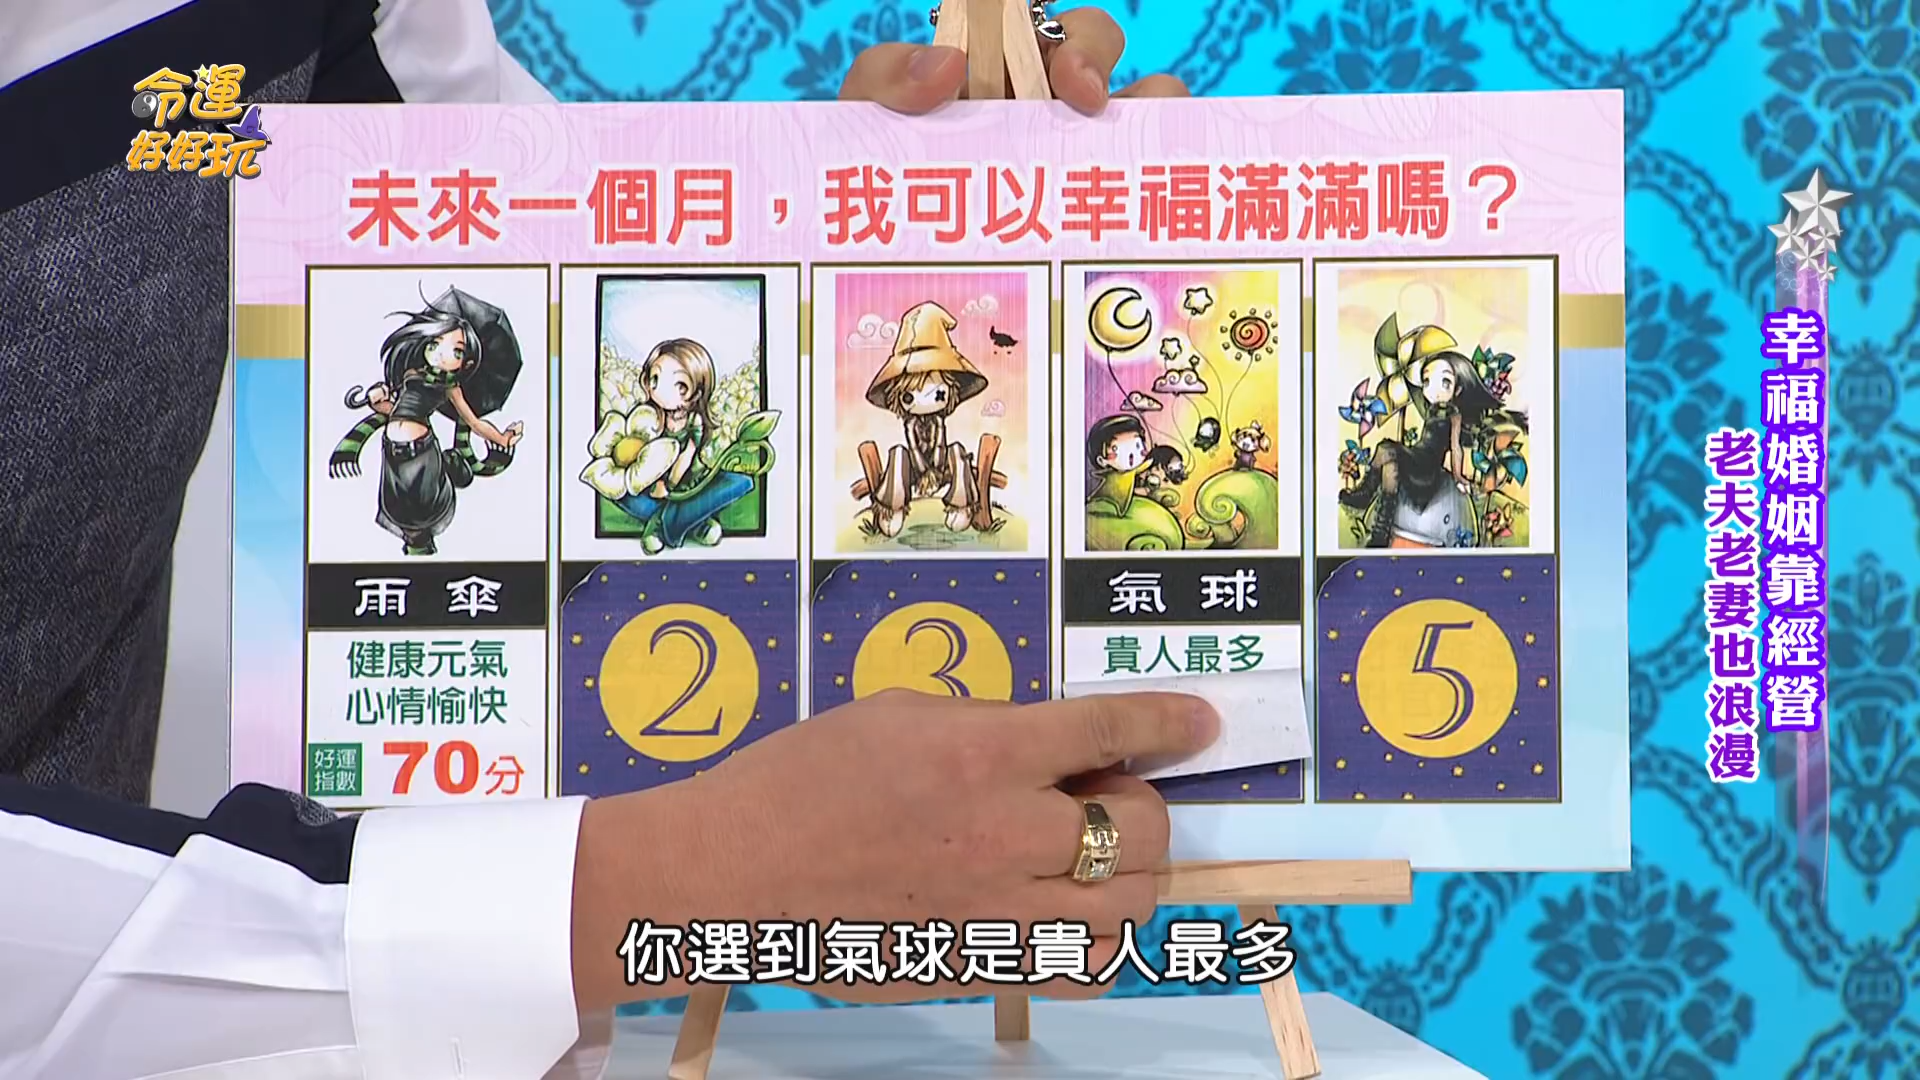 命運
好好玩
未來一個月，我可以幸福滿滿嗎？
雨傘
健康元氣
心情愉快
好運
指數
70分
2
3
氣球
貴人最多
5
幸福婚姻靠經營
老夫老妻也浪漫
你選到氣球是貴人最多